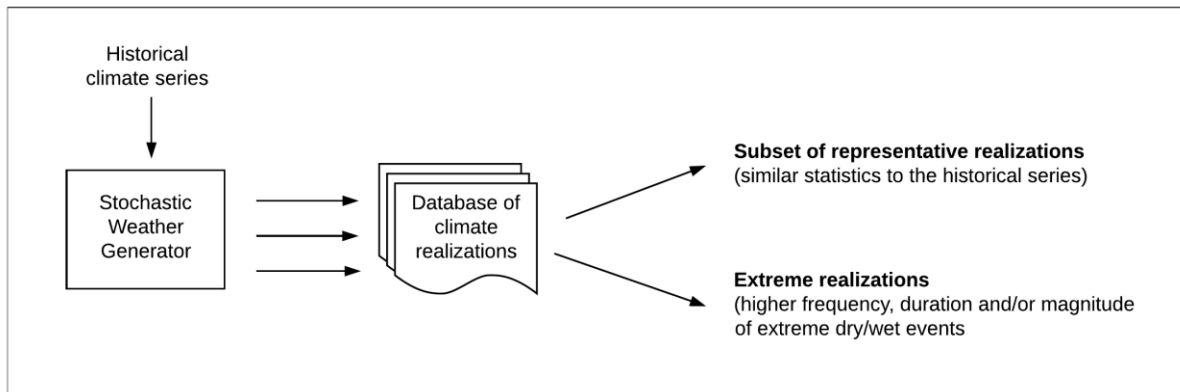 Historical
climate series
Stochastic
Weather
Generator
Database of
climate
realizations
Subset of representative realizations
(similar statistics to the historical series)
Extreme realizations
(higher frequency, duration and/or magnitude
of extreme dry/wet events